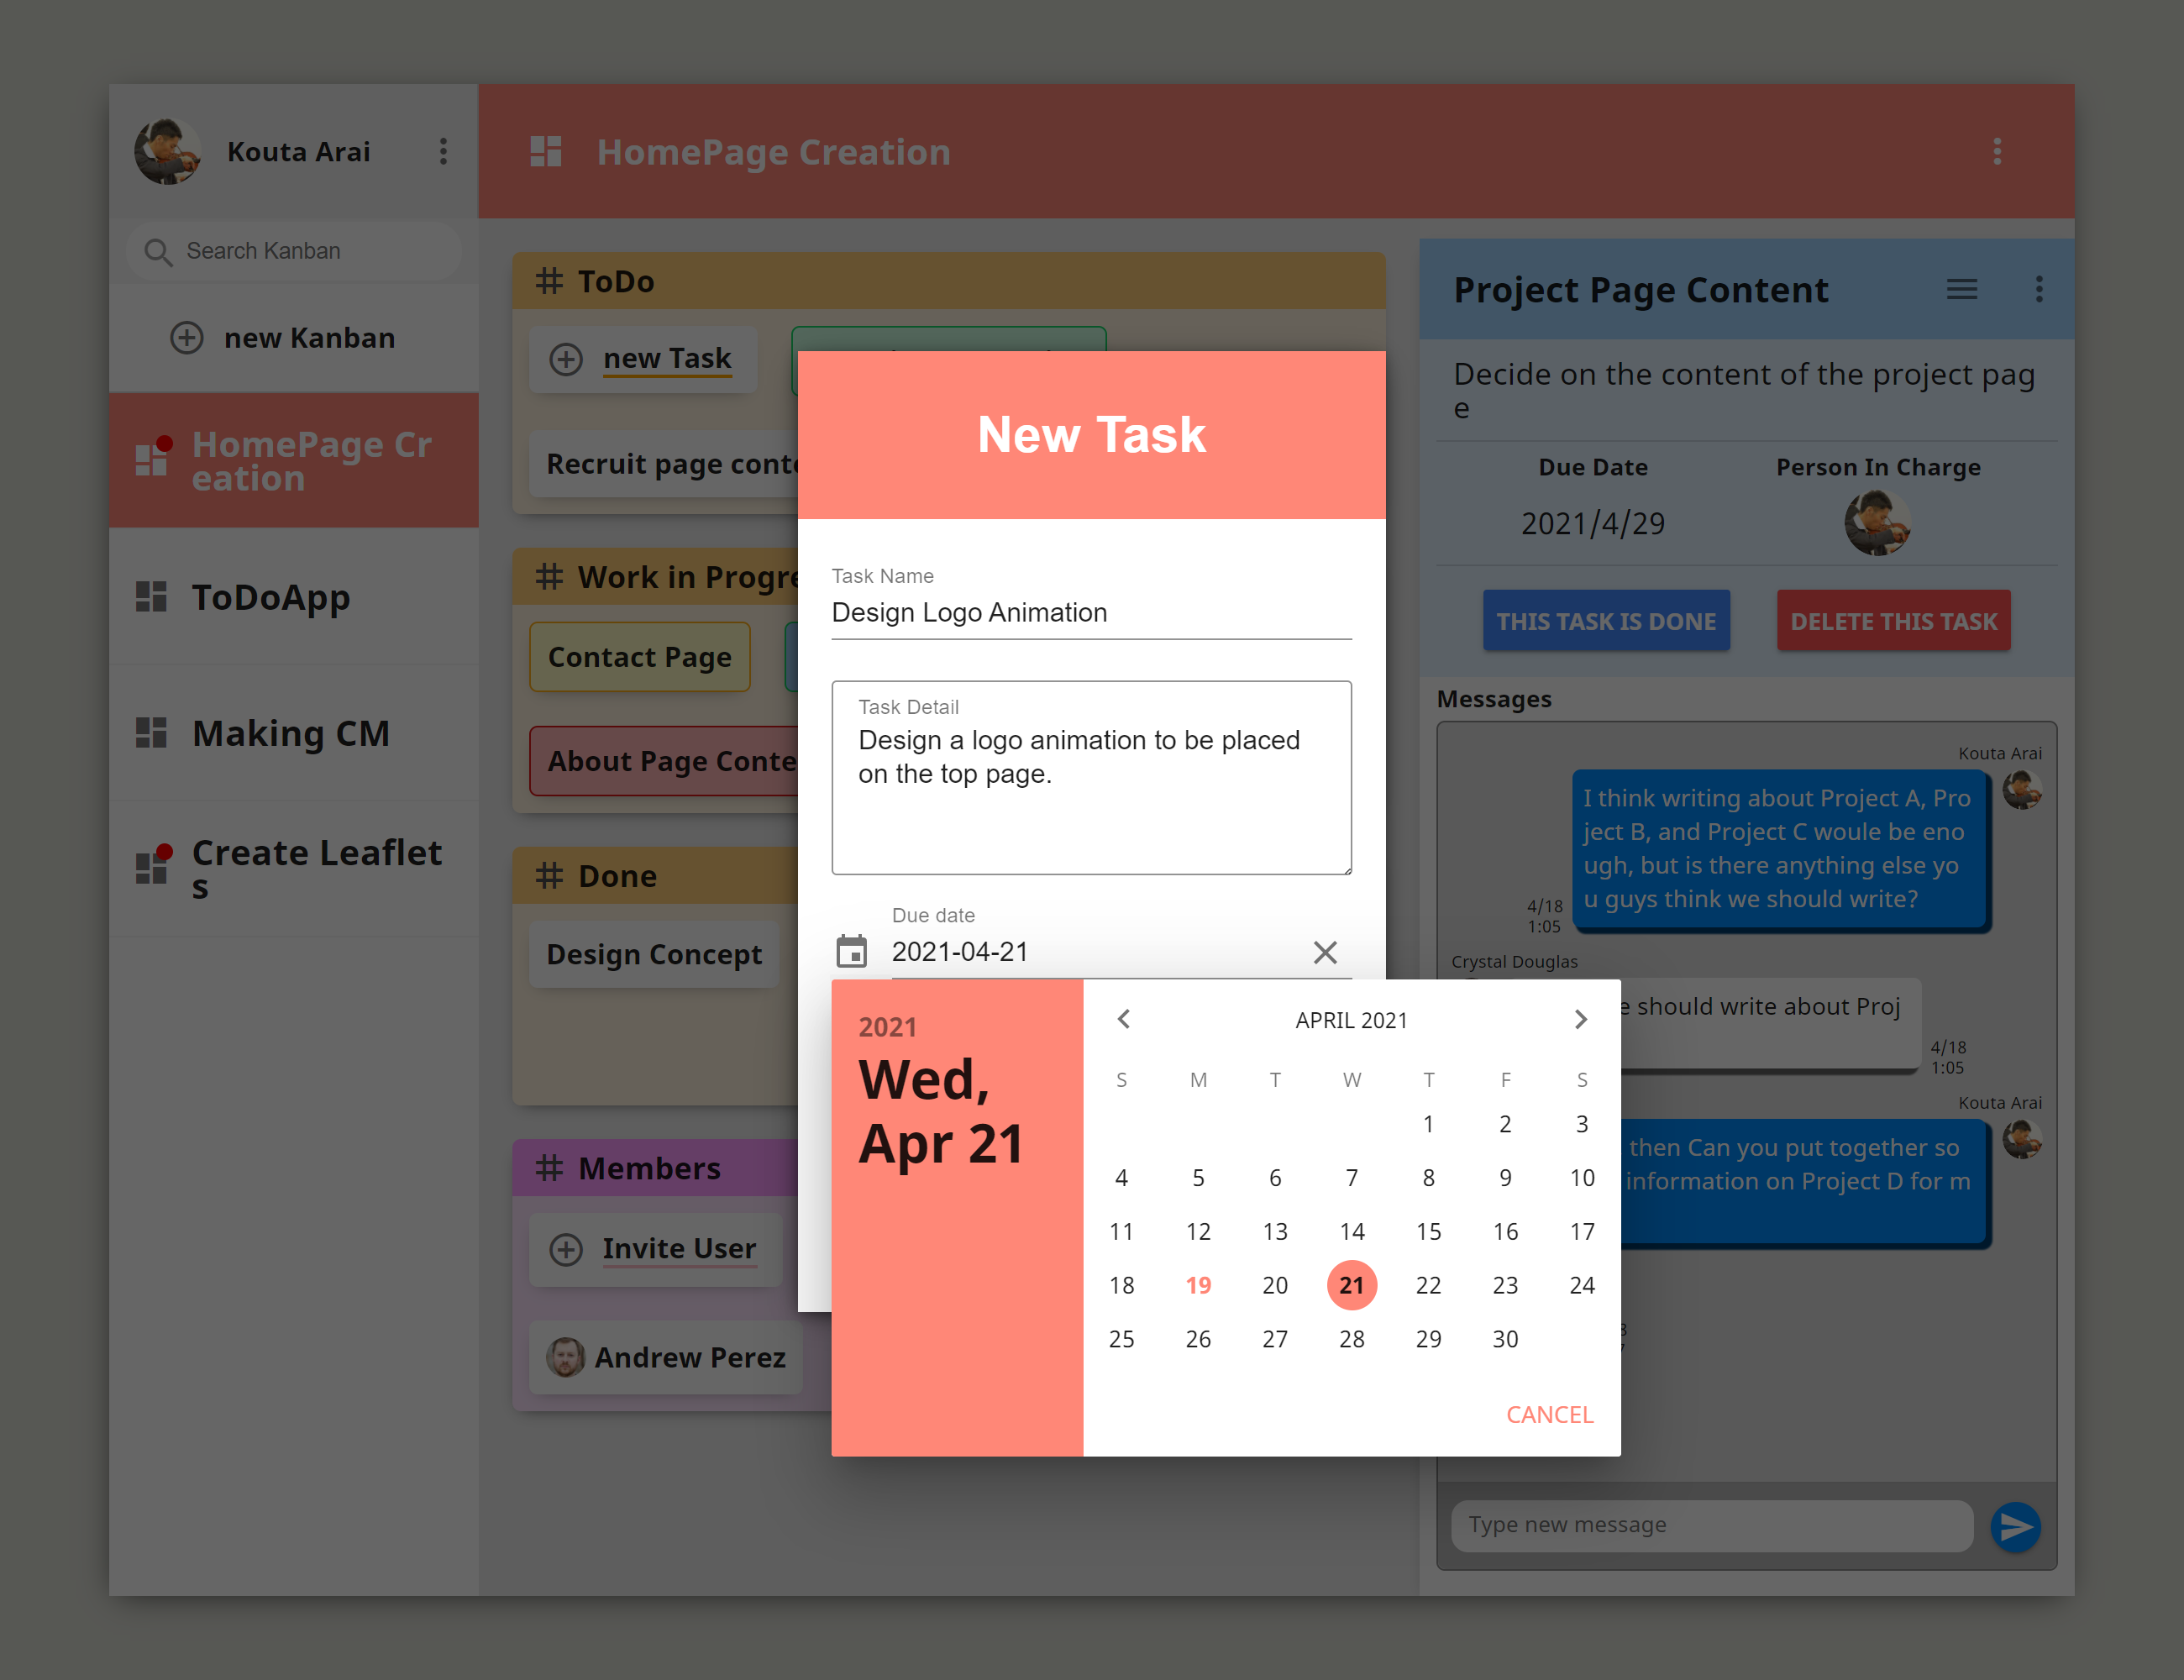 Kouta Arai
Search Kanban
new Kanban
HomePage Cr
eation
ToDoApp
Making CM
Create Leaflet
s
HomePage Creation
ToDo
new Task
Recruit page conte
Work in Progre
Contact Page
About Page Conte
Done
Design Concept
Members
Invite User
Andrew Perez
New Task
Task Name
Design Logo Animation
Task Detail
Design a logo animation to be placed
on the top page.
Due date
2021-04-21
2021
Wed,
Apr 21
APRIL 2021
S M T W T F S
1 2 3
4 5 6 7 8 9 10
11 12 13 14 15 16 17
18 19 20 21 22 23 24
25 26 27 28 29 30
CANCEL
Project Page Content
Decide on the content of the project pag
e
Due Date
Person In Charge
2021/4/29
THIS TASK IS DONE
DELETE THIS TASK
Messages
Kouta Arai
I think writing about Project A, Pro
ject B, and Project C woule be eno
ugh, but is there anything else yo
u guys think we should write?
4/18
1:05
Crystal Douglas
e should write about Proj
4/18
1:05
Kouta Arai
then Can you put together so
information on Project D for m
Type new message